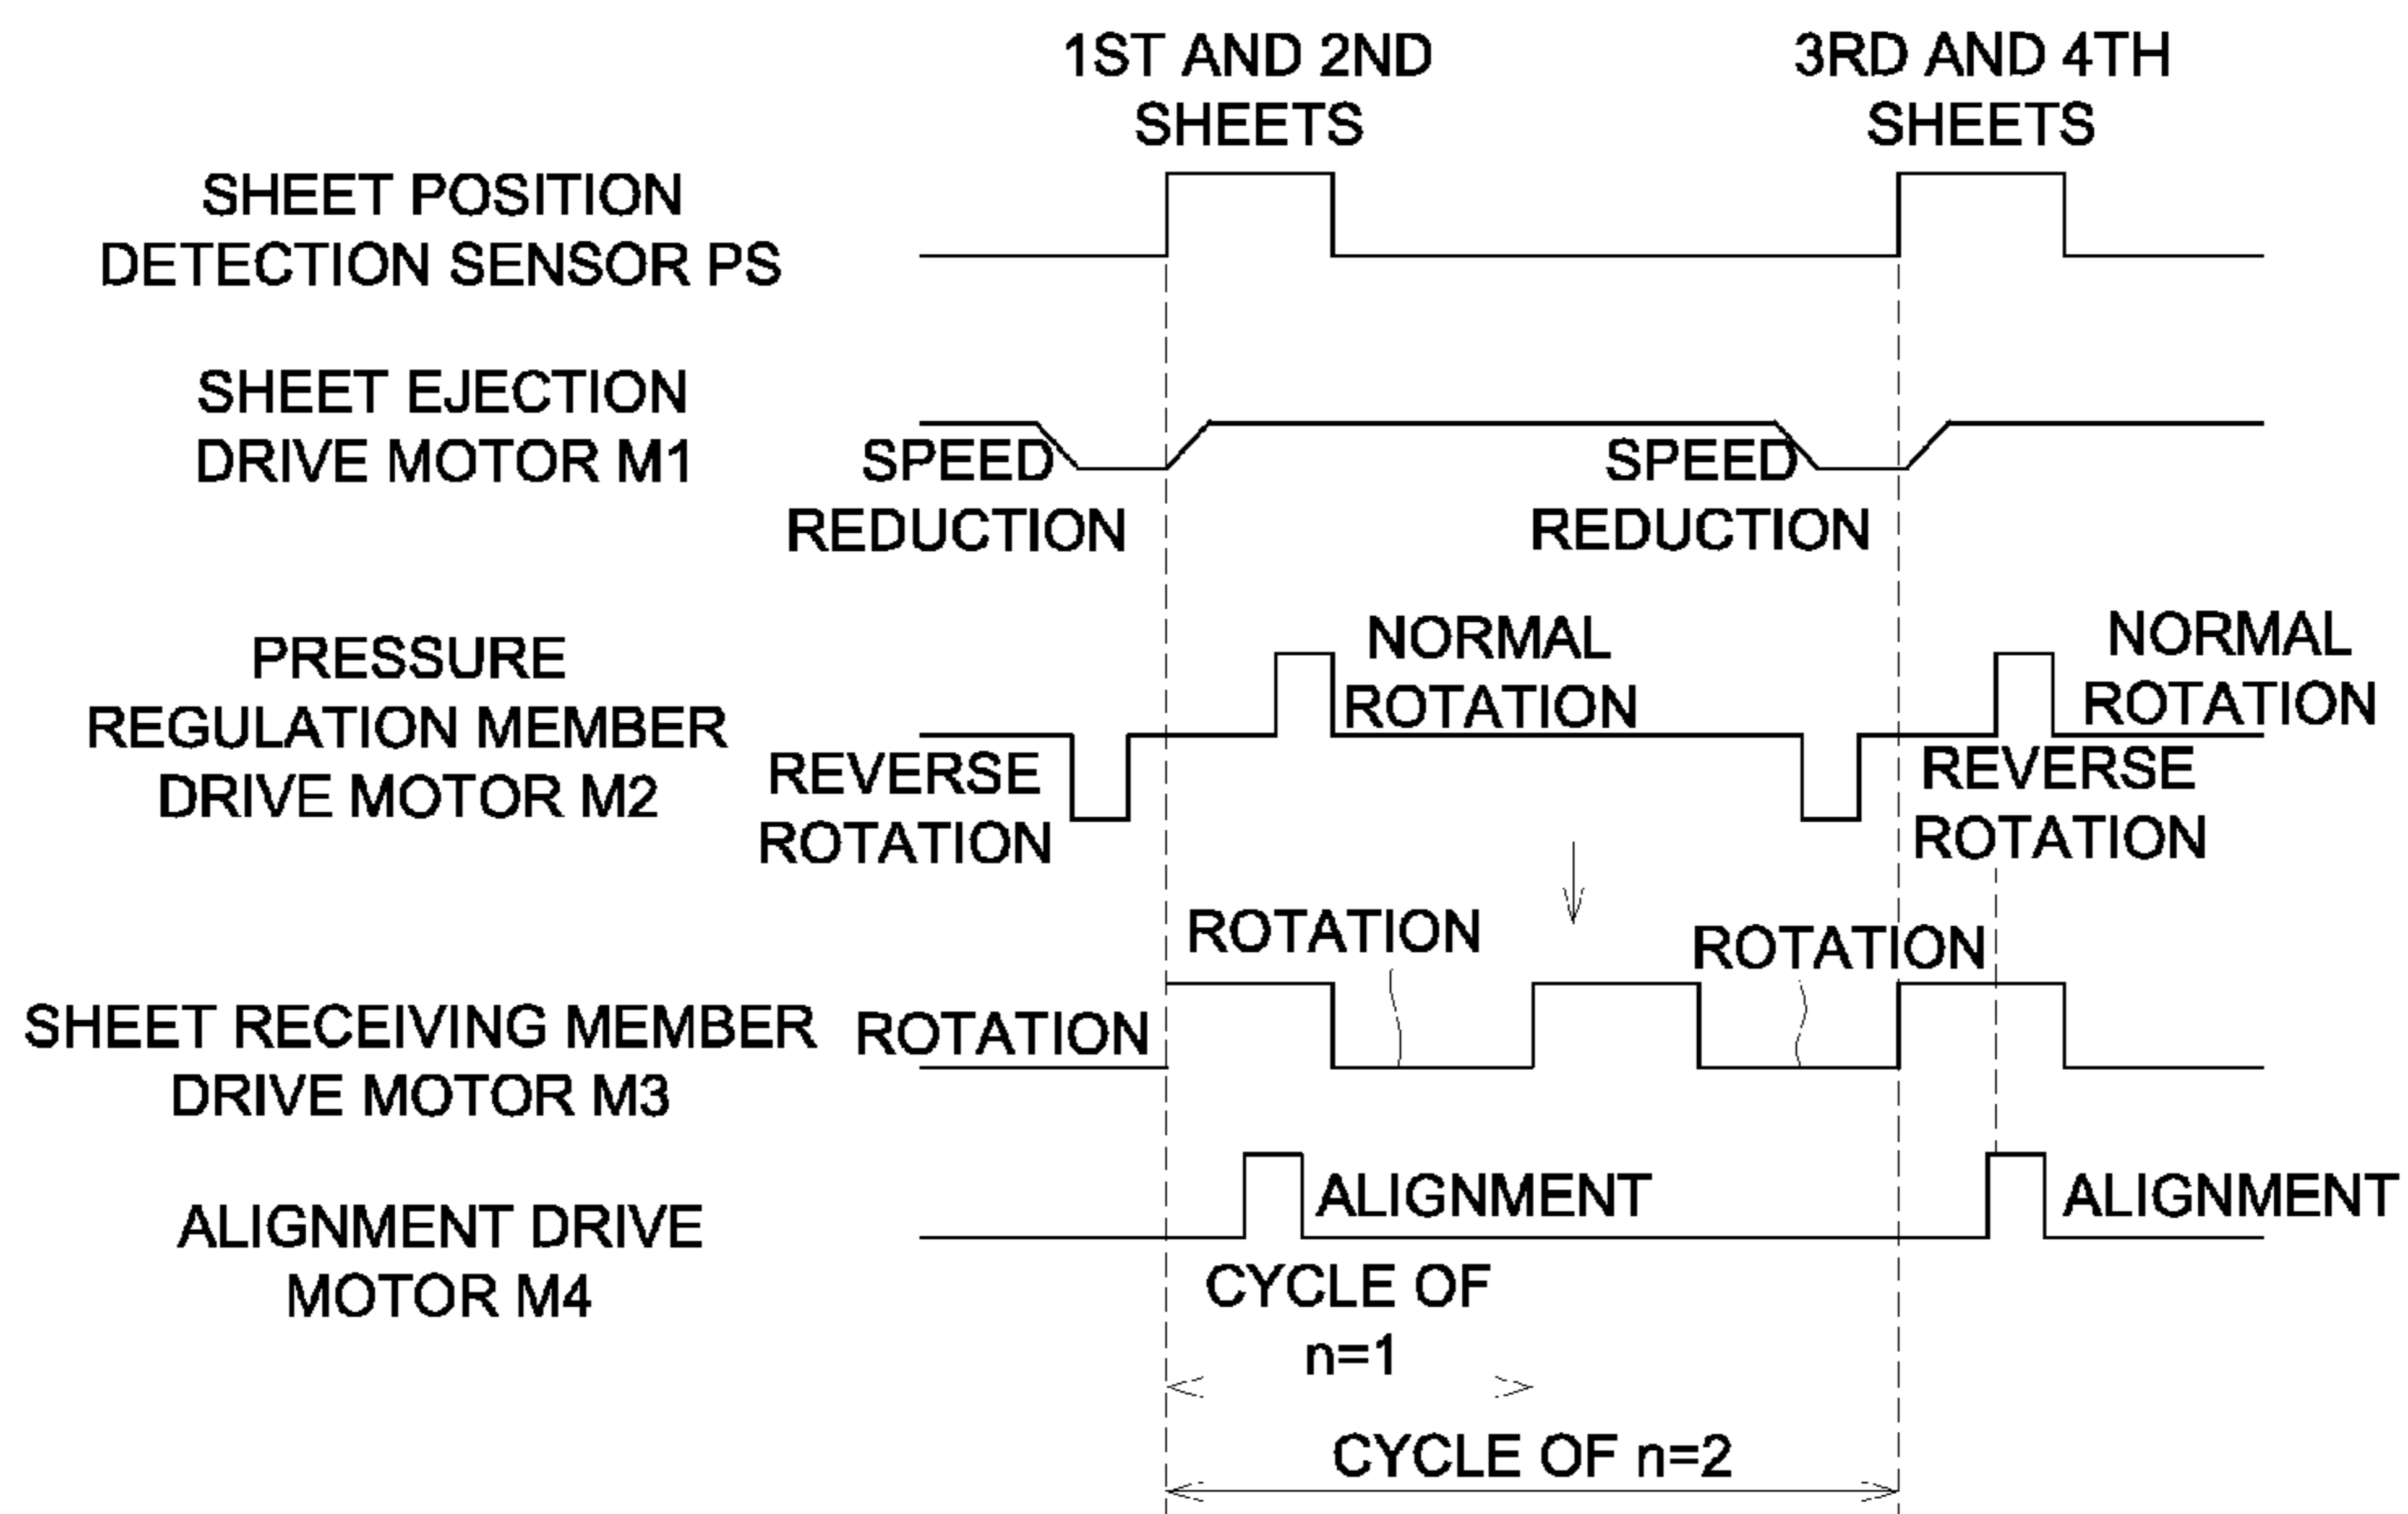 1ST AND 2ND
SHEETS
3RD AND 4TH
SHEETS
SHEET POSITION
DETECTION SENSOR PS
SHEET EJECTION
DRIVE MOTOR M1
SPEED
REDUCTION
SPEED
REDUCTION
PRESSURE
REGULATION MEMBER
DRIVE MOTOR M2
REVERSE
ROTATION
NORMAL
ROTATION
REVERSE
ROTATION
NORMAL
ROTATION
SHEET RECEIVING MEMBER
DRIVE MOTOR M3
ROTATION
ROTATION
ROTATION
ALIGNMENT DRIVE
MOTOR M4
ALIGNMENT
ALIGNMENT
CYCLE OF
n=1
CYCLE OF n=2